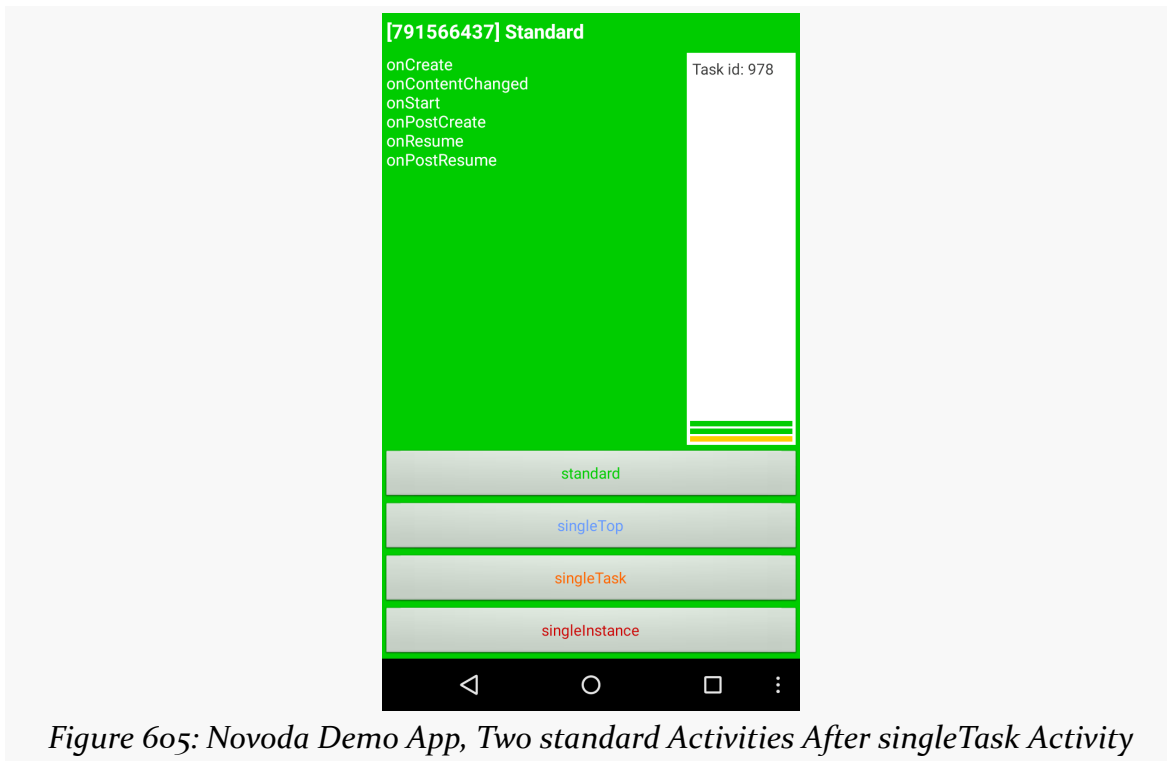 [791566437] Standard
onCreate
onContentChanged
onStart
onPostCreate
onResume
onPostResume
Task id: 978
standard
singleTop
singleTask
singleInstance
Figure 605: Novoda Demo App, Two standard Activities After singleTask Activity